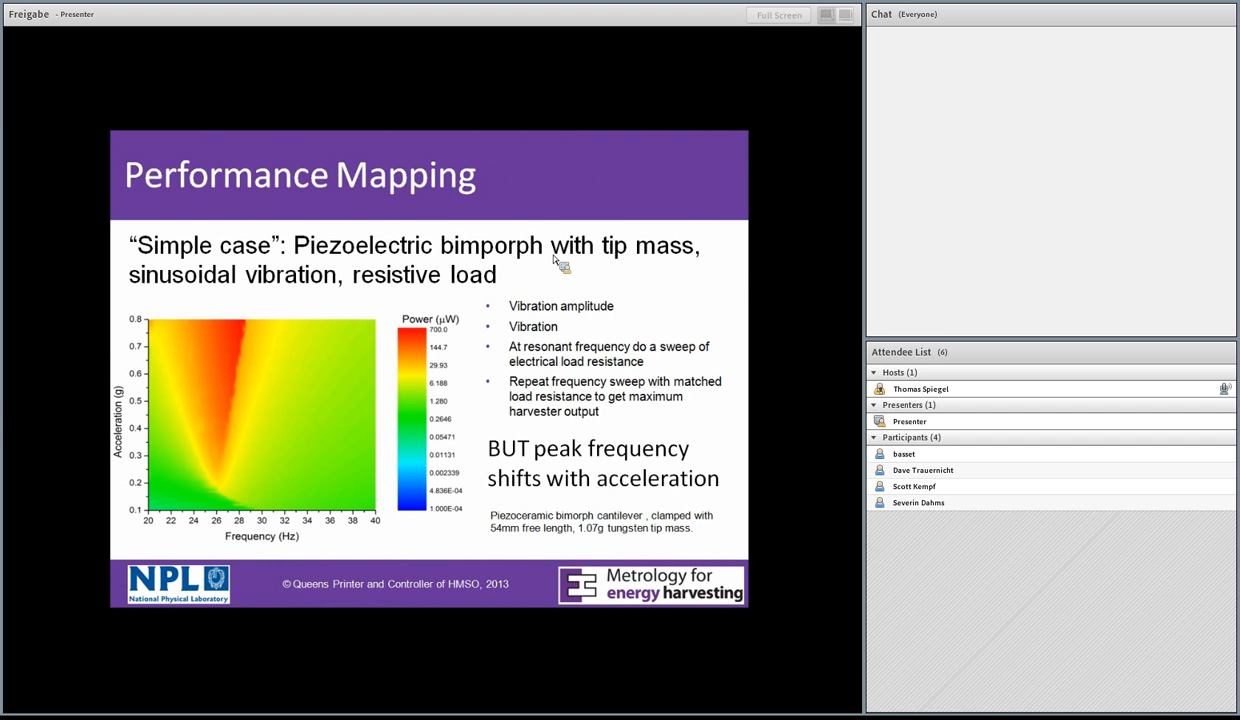 Freigabe - Presenter
Full Screen
Performance Mapping
“Simple case”: Piezoelectric bimporph with tip mass,
sinusoidal vibration, resistive load
• Vibration amplitude
• Vibration
• At resonant frequency do a sweep of
electrical load resistance
• Repeat frequency sweep with matched
load resistance to get maximum
harvester output
BUT peak frequency
shifts with acceleration
Piezoceramic bimorph cantilever , clamped with
54mm free length, 1.07g tungsten tip mass.
Power (μW)
700.0
144.7
29.93
6.188
1.280
0.2646
0.05471
0.01131
0.002339
4.836E-04
1.000E-04
Acceleration (g)
0.8
0.7
0.6
0.5
0.4
0.3
0.2
0.1
20 22 24 26 28 30 32 34 36 38 40
Frequency (Hz)
NPL
National Physical Laboratory
© Queens Printer and Controller of HMSO, 2013
Metrology for
energy harvesting
Chat (Everyone)
Attendee List (6)
Hosts (1)
Thomas Spiegel
Presenters (1)
Presenter
Participants (4)
basset
Dave Trauernicht
Scott Kempf
Severin Dahms